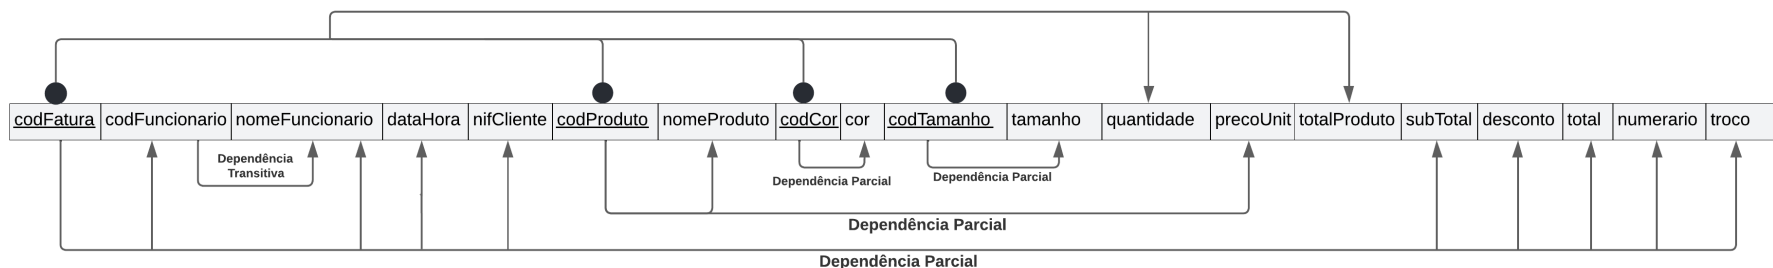 codFatura codFuncionario nomeFuncionario dataHora nifCliente codProduto nomeProduto codCor cor codTamanho tamanho quantidade precoUnit totalProduto subTotal desconto total numerario troco
Dependência
Transitiva
Dependência Parcial
Dependência Parcial
Dependência Parcial
Dependência Parcial